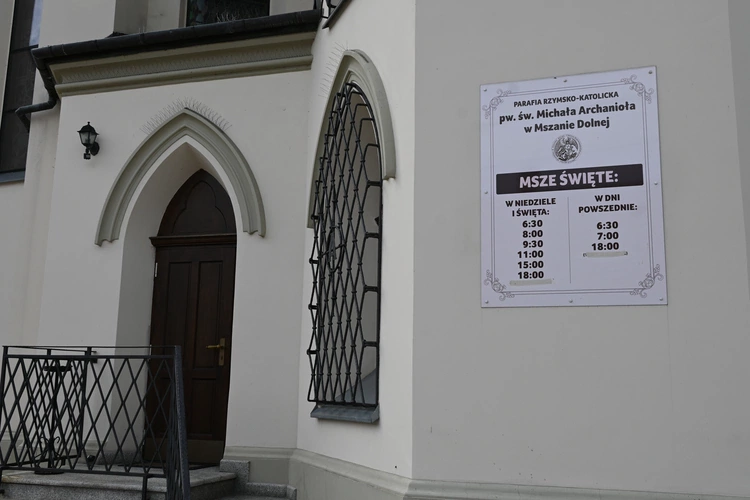 PARAFIA RZYMSKO-KATOLICKA
pw. św. Michała Archanioła
w Mszanie Dolnej
MSZE ŚWIĘTE:
W NIEDZIELE
I ŚWIĘTA:
6:30
8:00
9:30
11:00
15:00
18:00
W DNI
POWSZEDNIE:
6:30
7:00
18:00